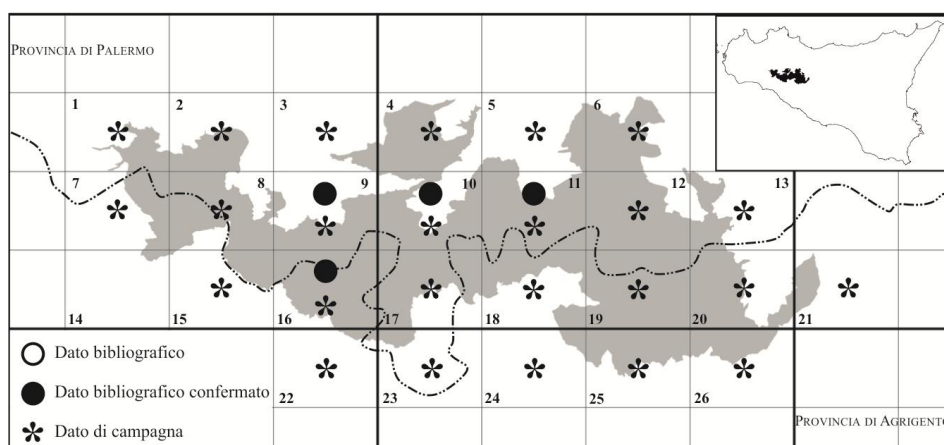 PROVINCIA DI PALERMO
1 2 3 4 5 6
7 8 9 10 11 12 13
14 15 16 17 18 19 20 21
Dato bibliografico
Dato bibliografico confermato
22 23 24 25 26
Dato di campagna
PROVINCIA DI AGRIGENTO